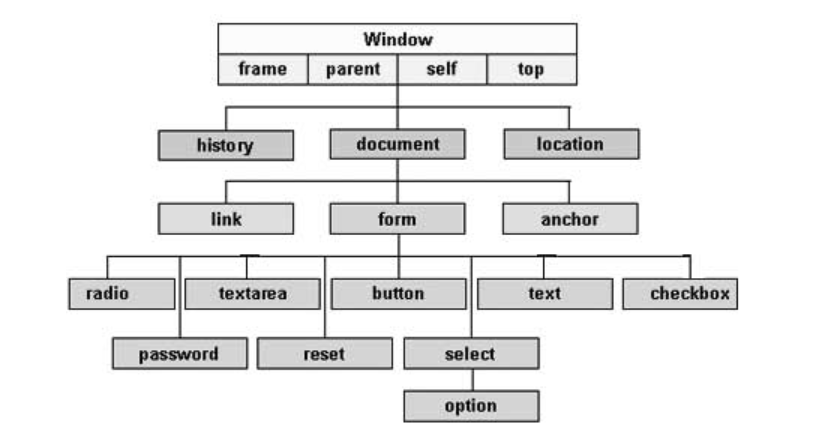 Window
frame parent self top
history document location
link form anchor
radio textarea button text checkbox
password reset select
option